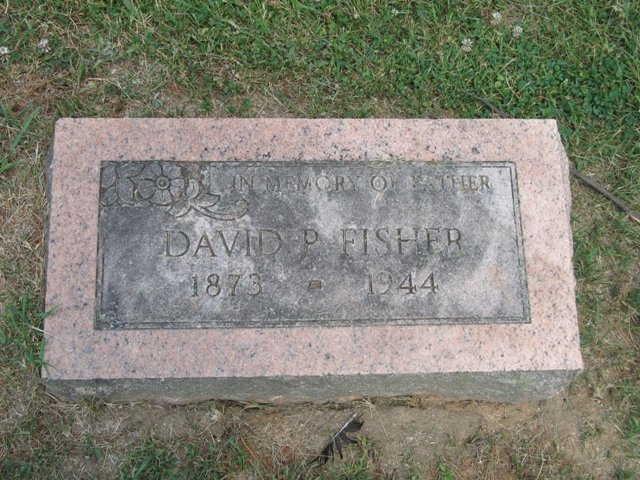 IN MEMORY OF FATHER
DAVID P. FISHER
1873 - 1944